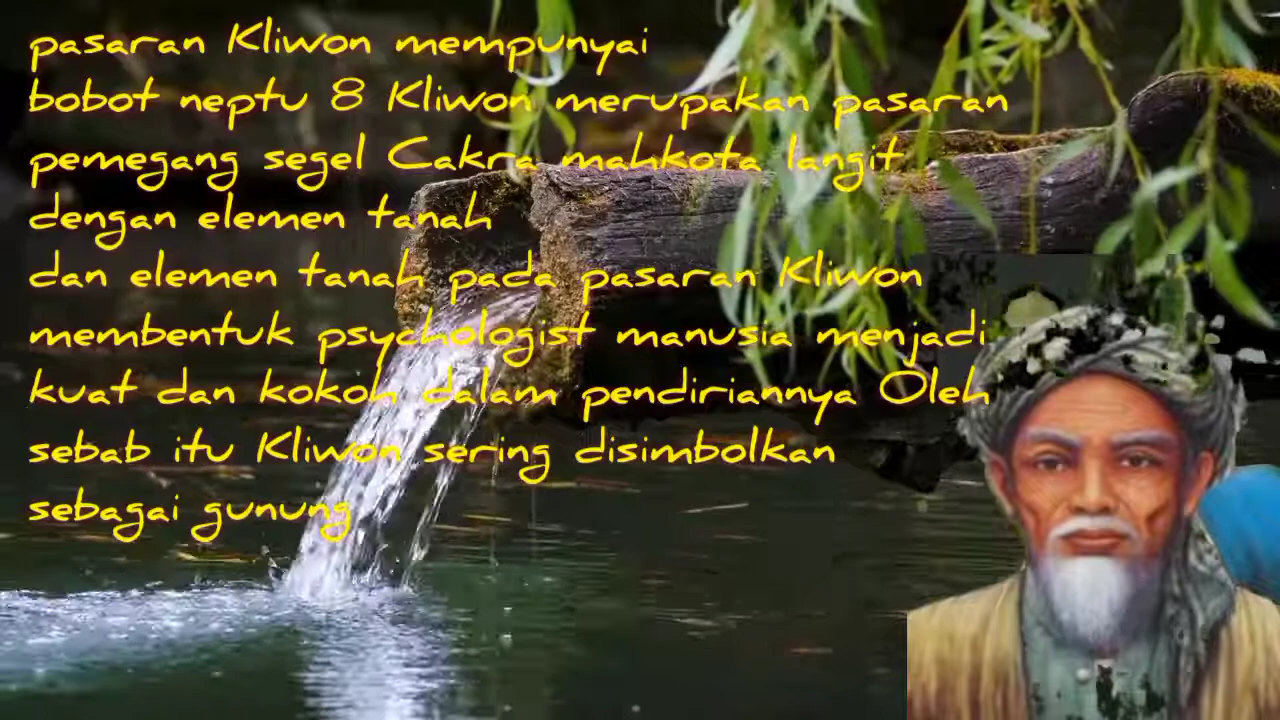 pasaran Kliwon mempunyai
bobot neptu 8 Kliwon merupakan pasaran
pemegang segel Cakra mahkota langit
dengan elemen tanah
dan elemen tanah pada pasaran Kliwon
membentuk psychologist manusia menjadi
kuat dan kokoh dalam pendiriannya Oleh
sebab itu Kliwon sering disimbolkan
sebagai gunung